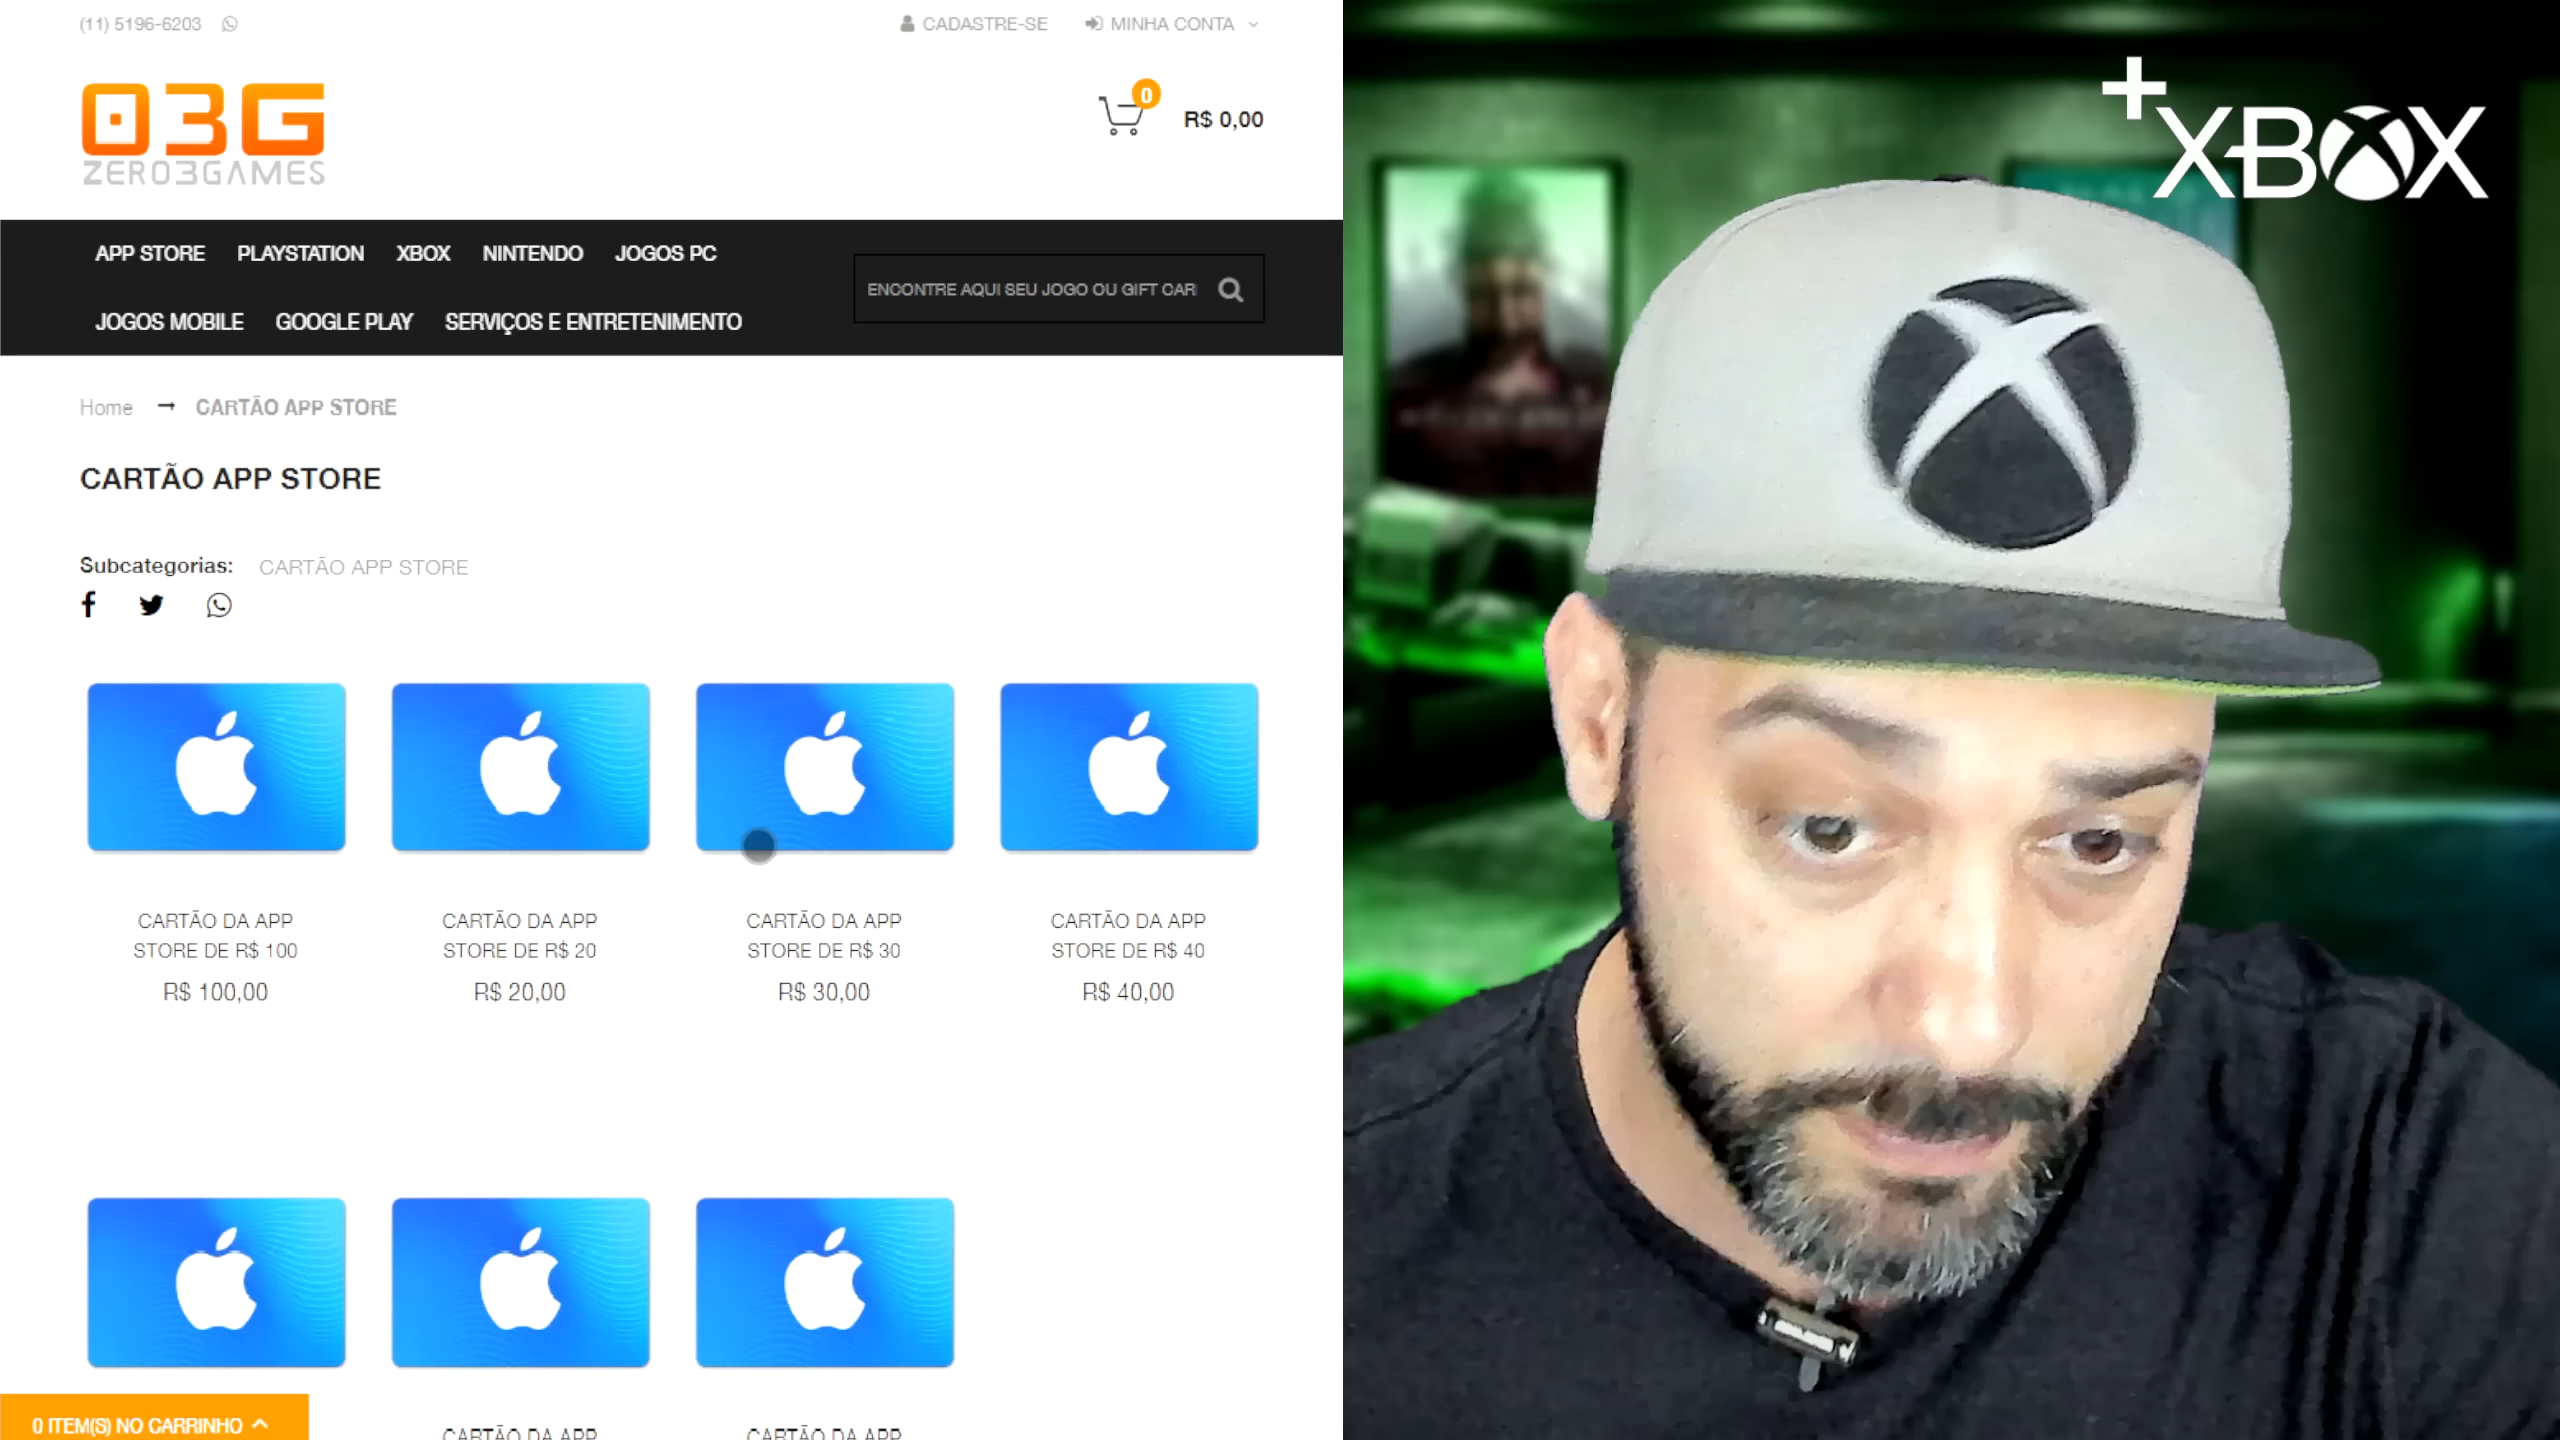 (11) 5196-6203
CADASTRE-SE
MINHA CONTA
03G
ZERO3GAMES
0
R$ 0,00
APP STORE
PLAYSTATION
XBOX
NINTENDO
JOGOS PC
JOGOS MOBILE
GOOGLE PLAY
SERVIÇOS E ENTRETENIMENTO
ENCONTRE AQUI SEU JOGO OU GIFT CAR
Home → CARTÃO APP STORE
CARTÃO APP STORE
Subcategorias: CARTÃO APP STORE
CARTÃO DA APP
STORE DE R$ 100
R$ 100,00
CARTÃO DA APP
STORE DE R$ 20
R$ 20,00
CARTÃO DA APP
STORE DE R$ 30
R$ 30,00
CARTÃO DA APP
STORE DE R$ 40
R$ 40,00
0 ITEM(S) NO CARRINHO
CARTÃO DA APP
CARTÃO DA APP
+XBOX